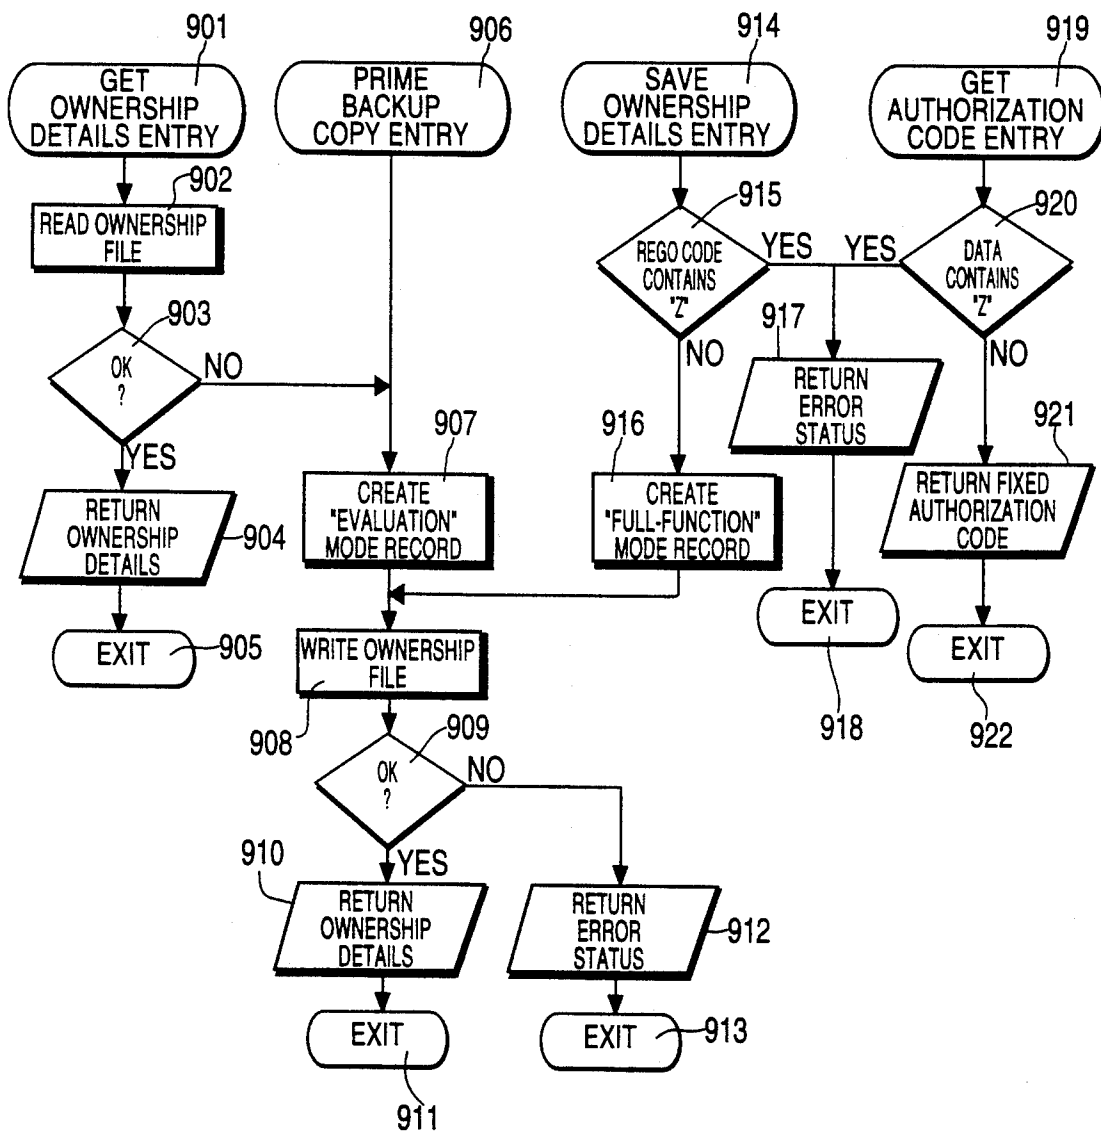 901
GET
OWNERSHIP
DETAILS ENTRY
906
PRIME
BACKUP
COPY ENTRY
914
SAVE
OWNERSHIP
DETAILS ENTRY
919
GET
AUTHORIZATION
CODE ENTRY
902
READ OWNERSHIP
FILE
903
OK
?
NO
YES
RETURN
OWNERSHIP
DETAILS
904
EXIT
905
907
CREATE
"EVALUATION"
MODE RECORD
WRITE OWNERSHIP
FILE
908
909
OK
?
NO
YES
910
RETURN
OWNERSHIP
DETAILS
EXIT
911
RETURN
ERROR
STATUS
912
EXIT
913
915
REGO CODE
CONTAINS
"Z"
YES
NO
916
CREATE
"FULL-FUNCTION"
MODE RECORD
917
RETURN
ERROR
STATUS
EXIT
918
920
DATA
CONTAINS
"Z"
YES
NO
921
RETURN FIXED
AUTHORIZATION
CODE
EXIT
922